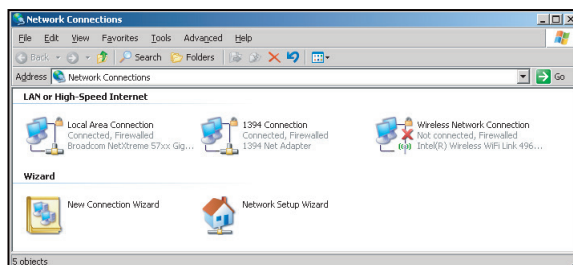 Network Connections
File Edit View Favorites Tools Advanced Help
Back Search Folders
Address Network Connections Go
LAN or High-Speed Internet
Local Area Connection
Connected, Firewalled
Broadcom NetXtreme 57xx Gig...
1394 Connection
Connected, Firewalled
1394 Net Adapter
Wireless Network Connection
Not connected, Firewalled
Intel(R) Wireless WiFi Link 496...
Wizard
New Connection Wizard
Network Setup Wizard
5 objects